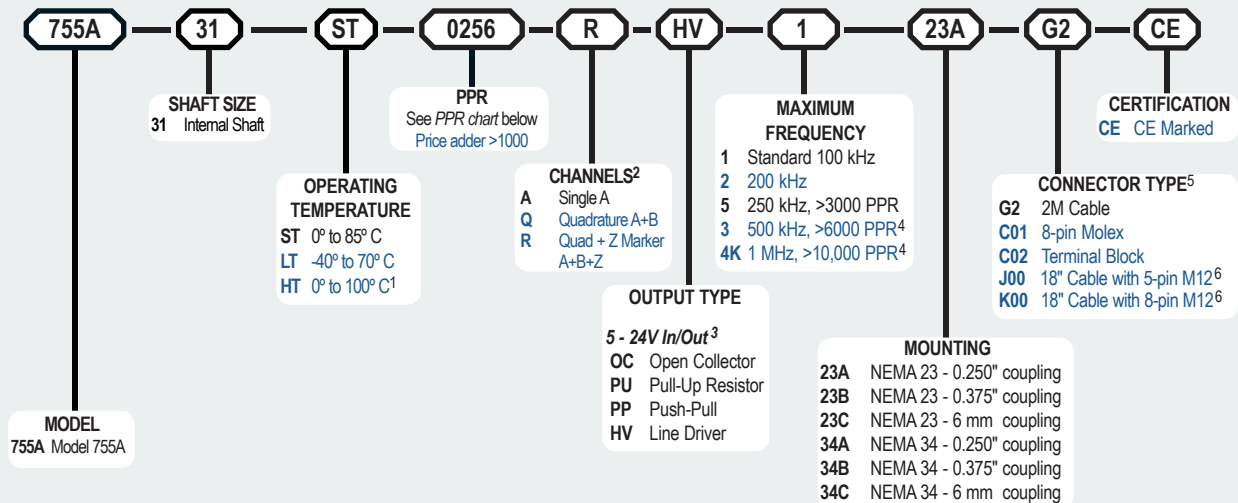 755A 31 ST 0256 R HV 1 23A G2 CE
SHAFT SIZE
31 Internal Shaft
PPR
See PPR chart below
Price adder >1000
MAXIMUM
FREQUENCY
1 Standard 100 kHz
2 200 kHz
5 250 kHz, >3000 PPR
3 500 kHz, >6000 PPR4
4K 1 MHz, >10,000 PPR4
CERTIFICATION
CE CE Marked
OPERATING
TEMPERATURE
ST 0º to 85º C
LT -40º to 70º C
HT 0º to 100º C1
CHANNELS2
A Single A
Q Quadrature A+B
R Quad + Z Marker
A+B+Z
CONNECTOR TYPE5
G2 2M Cable
C01 8-pin Molex
C02 Terminal Block
J00 18" Cable with 5-pin M126
K00 18" Cable with 8-pin M126
OUTPUT TYPE
5 - 24V In/Out3
OC Open Collector
PU Pull-Up Resistor
PP Push-Pull
HV Line Driver
MOUNTING
23A NEMA 23 - 0.250" coupling
23B NEMA 23 - 0.375" coupling
23C NEMA 23 - 6 mm coupling
34A NEMA 34 - 0.250" coupling
34B NEMA 34 - 0.375" coupling
34C NEMA 34 - 6 mm coupling
MODEL
755A Model 755A